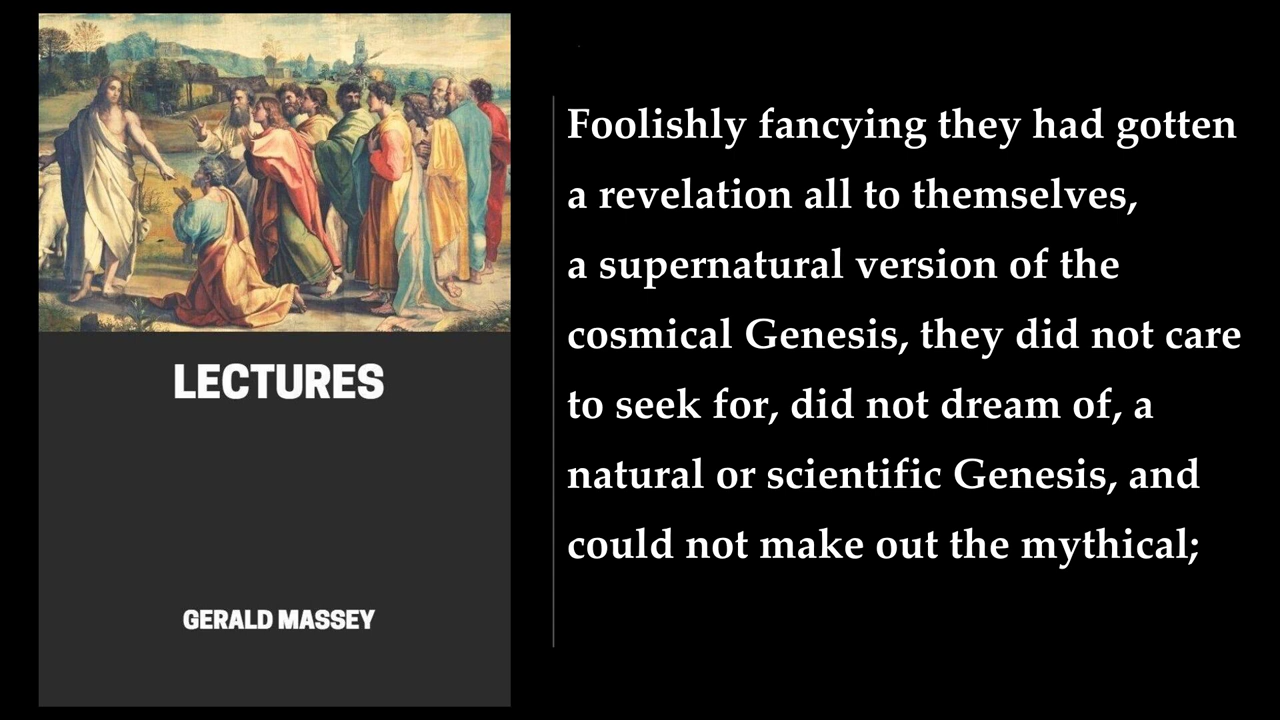 LECTURES
GERALD MASSEY
Foolishly fancying they had gotten
a revelation all to themselves,
a supernatural version of the
cosmical Genesis, they did not care
to seek for, did not dream of, a
natural or scientific Genesis, and
could not make out the mythical;